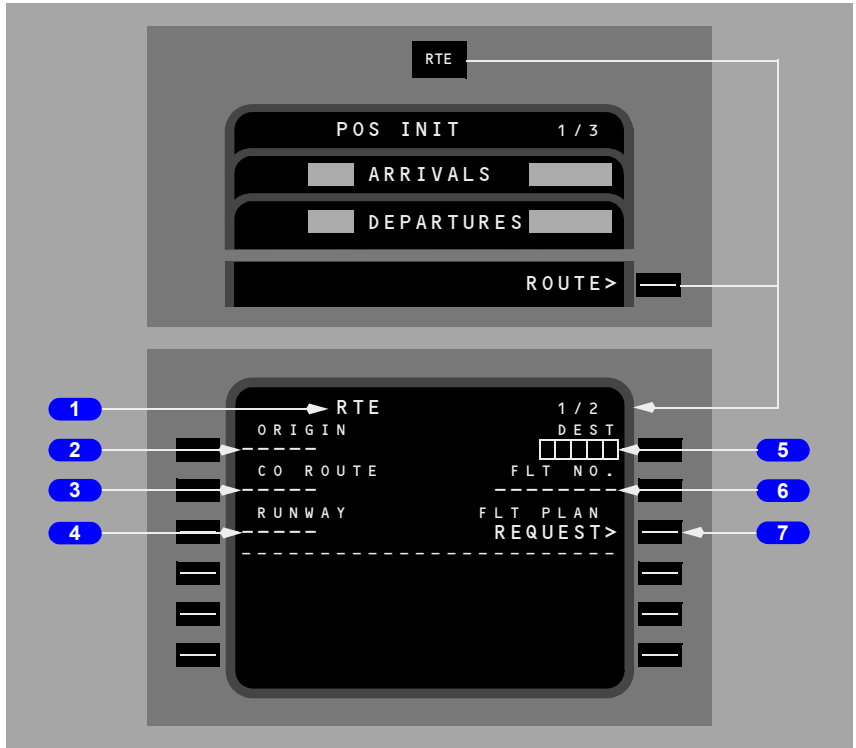 RTE
POS INIT 1/3
ARRIVALS
DEPARTURES
ROUTE>
1 RTE 1/2
ORIGIN DEST
2 ----- 5
CO ROUTE FLT NO.
3 ----- -------- 6
RUNWAY FLT PLAN
4 ----- REQUEST> 7
------------------------